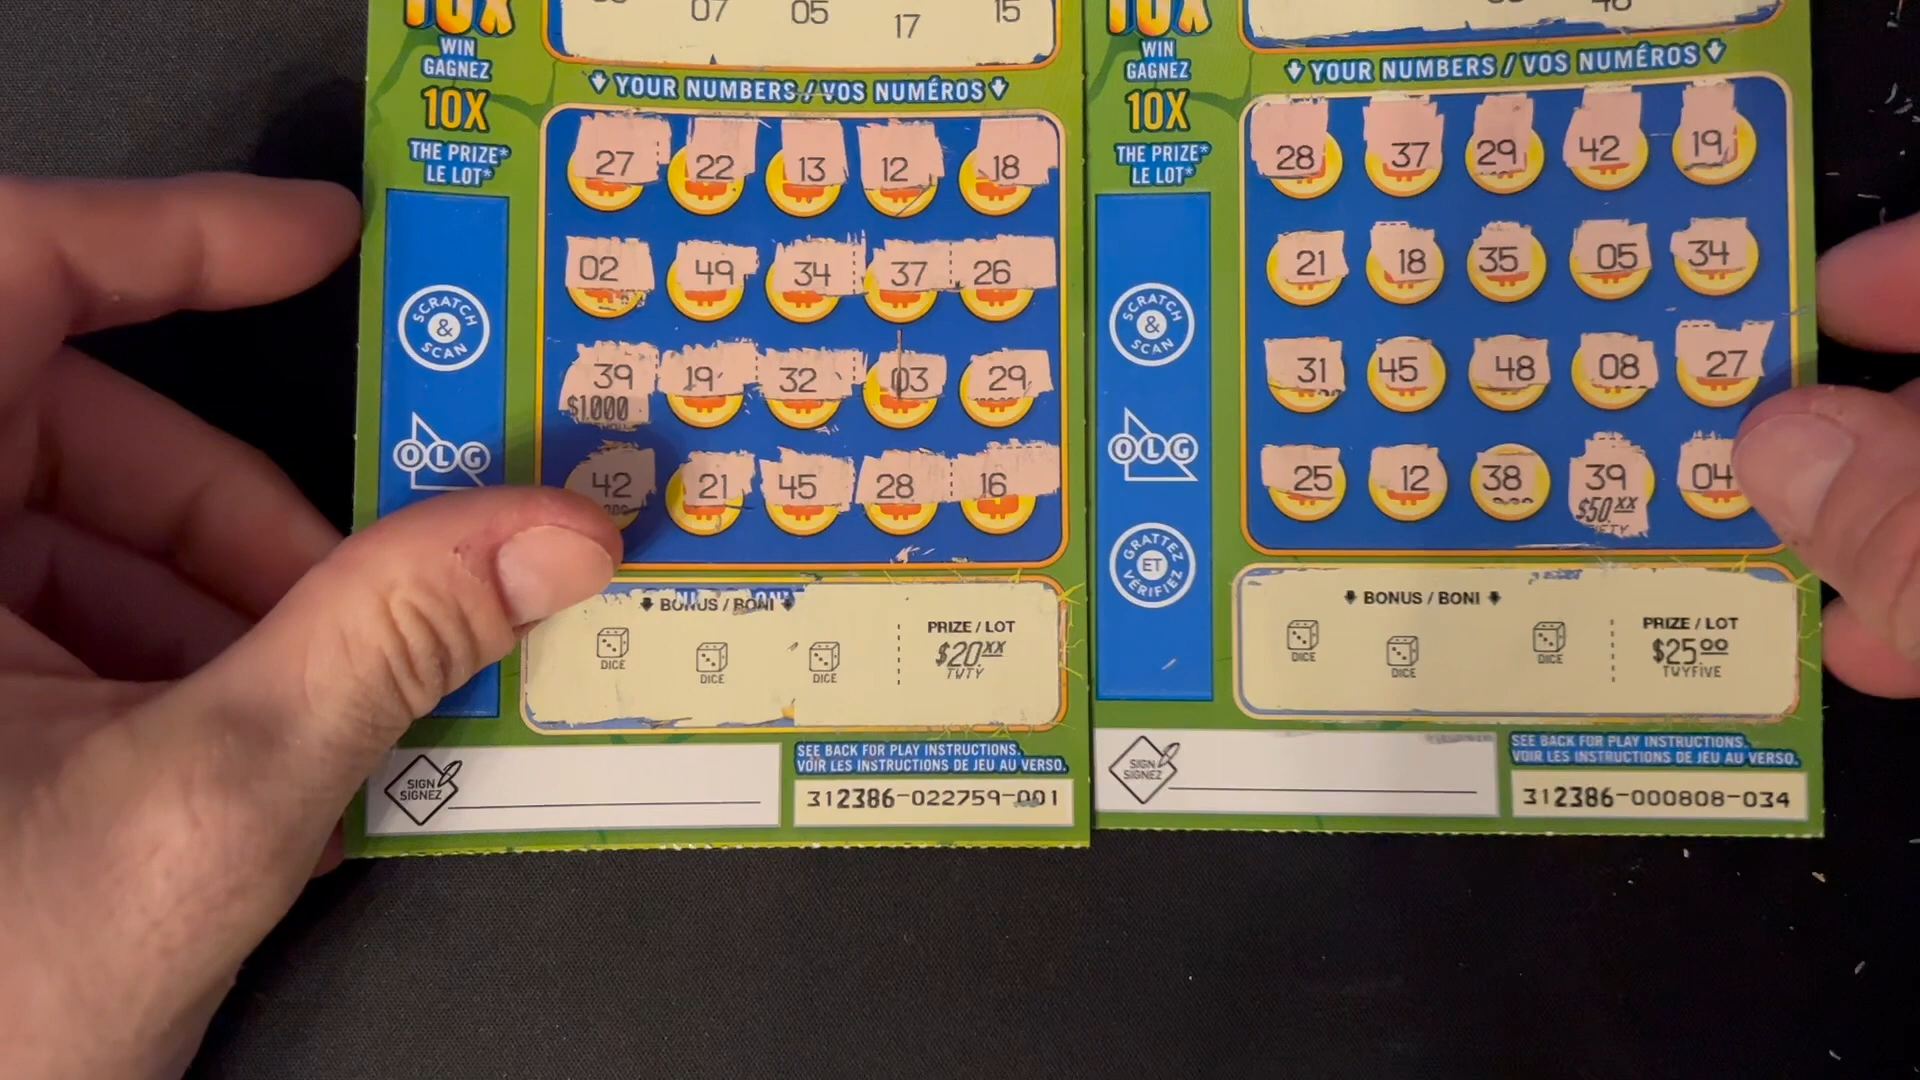 10X
WIN
GAGNEZ
10X
THE PRIZE*
LE LOT*
07 05 17 15
YOUR NUMBERS / VOS NUMÉROS
27 22 13 12 18
02 49 34 37 26
39 19 32 03 29
$1000
42 21 45 28 16
SCRATCH & SCAN
OLG
BONUS / BONI
DICE DICE DICE
PRIZE / LOT
$20.XX
TWTY
SIGN
SIGNEZ
SEE BACK FOR PLAY INSTRUCTIONS.
VOIR LES INSTRUCTIONS DE JEU AU VERSO.
312386-022759-001
10X
WIN
GAGNEZ
10X
THE PRIZE*
LE LOT*
YOUR NUMBERS / VOS NUMÉROS
28 37 29 42 19
21 18 35 05 34
31 45 48 08 27
25 12 38 39 04
$50.XX
SCRATCH & SCAN
OLG
GRATTEZ ET VÉRIFIEZ
BONUS / BONI
DICE DICE DICE
PRIZE / LOT
$25.00
TWYFIVE
SIGN
SIGNEZ
SEE BACK FOR PLAY INSTRUCTIONS.
VOIR LES INSTRUCTIONS DE JEU AU VERSO.
312386-000808-034